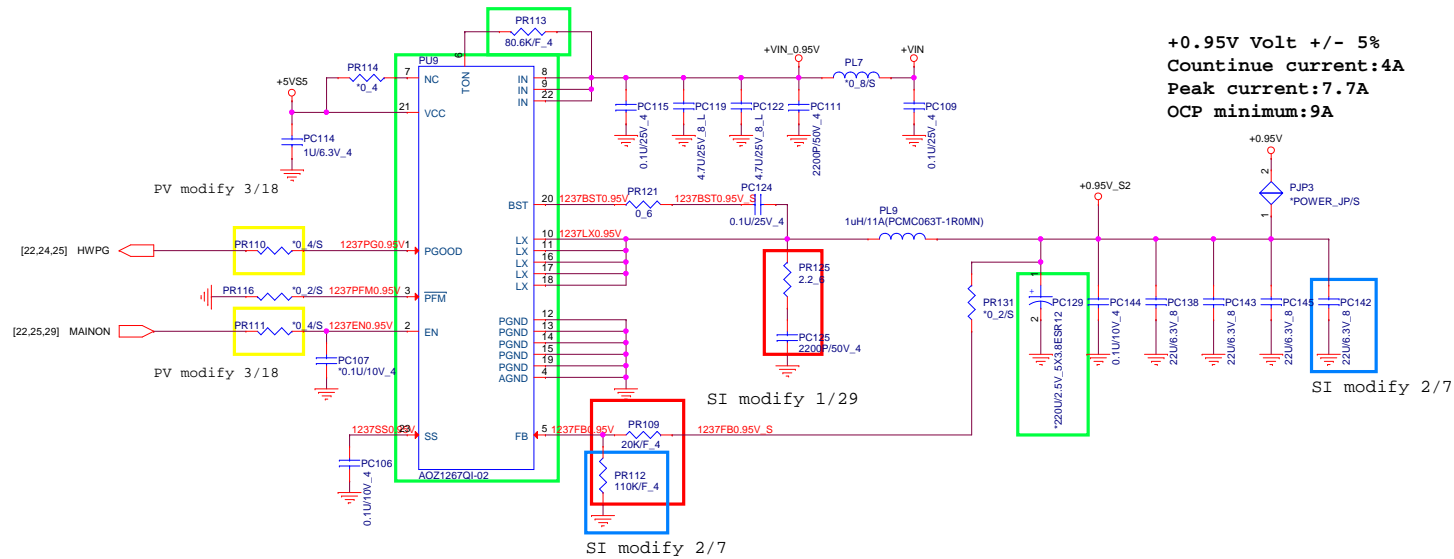 PR113
80.6K/F_4
+0.95V Volt +/- 5%
Countinue current:4A
Peak current:7.7A
OCP minimum:9A
+VIN_0.95V
+VIN
PU9
6
TON
+5VS5
PR114
*0_4
7
NC
21
VCC
PC114
1U/6.3V_4
8
IN
9
IN
22
IN
PL7
*0_8/S
PC115
0.1U/25V_4
PC119
4.7U/25V_8_L
PC122
4.7U/25V_8_L
PC111
2200P/50V_4
PC109
0.1U/25V_4
+0.95V
2
PJP3
*POWER_JP/S
1
PV modify 3/18
20
BST
1237BST0.95V
PR121
0_6
1237BST0.95V_S
PC124
0.1U/25V_4
+0.95V_S2
PL9
1uH/11A(PCMC063T-1R0MN)
[22,24,25] HWPG
PR110
*0_4/S
1237PG0.95V
1
PGOOD
10
LX
1237LX0.95V
11
LX
16
LX
17
LX
18
LX
PR125
2.2_6
PC125
2200P/50V_4
PR116
*0_2/S
1237PFM0.95V
3
PFM
[22,25,29] MAINON
PR111
*0_4/S
1237EN0.95V
2
EN
PC107
*0.1U/10V_4
PV modify 3/18
12
PGND
13
PGND
14
PGND
15
PGND
19
PGND
4
AGND
PR131
*0_2/S
1
+
PC129
2
*220U/2.5V_5X3.8ESR12
PC144
0.1U/10V_4
PC138
22U/6.3V_8
PC143
22U/6.3V_8
PC145
22U/6.3V_8
PC142
22U/6.3V_8
SI modify 1/29
SI modify 2/7
1237SS0.95V
23
SS
PC106
0.1U/10V_4
5
FB
1237FB0.95V
PR109
20K/F_4
1237FB0.95V_S
PR112
110K/F_4
AOZ1267QI-02
SI modify 2/7